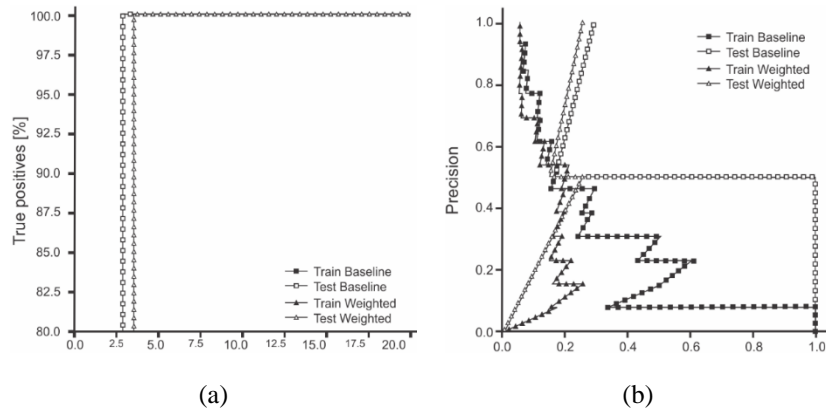 100.0
97.5
95.0
92.5
90.0
87.5
85.0
82.5
80.0
True positives [%]
0.0
2.5
5.0
7.5
10.0
12.5
15.0
17.5
20.0
Train Baseline
Test Baseline
Train Weighted
Test Weighted
(a)
1.0
0.8
0.6
0.4
0.2
0.0
Precision
0.0
0.2
0.4
0.6
0.8
1.0
Train Baseline
Test Baseline
Train Weighted
Test Weighted
(b)